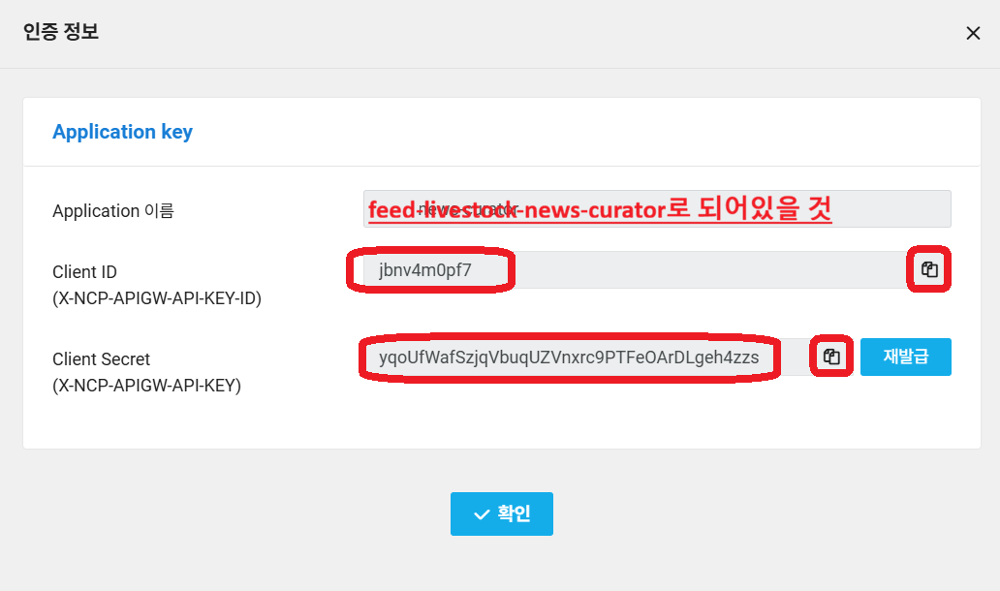 인증 정보
Application key
Application 이름
news-curator
feed-livestock-news-curator로 되어있을 것
Client ID
(X-NCP-APIGW-API-KEY-ID)
jbnv4m0pf7
Client Secret
(X-NCP-APIGW-API-KEY)
yqoUfWafSzjqVbuqUZVnxrc9PTFeOArDLgeh4zzs
재발급
확인